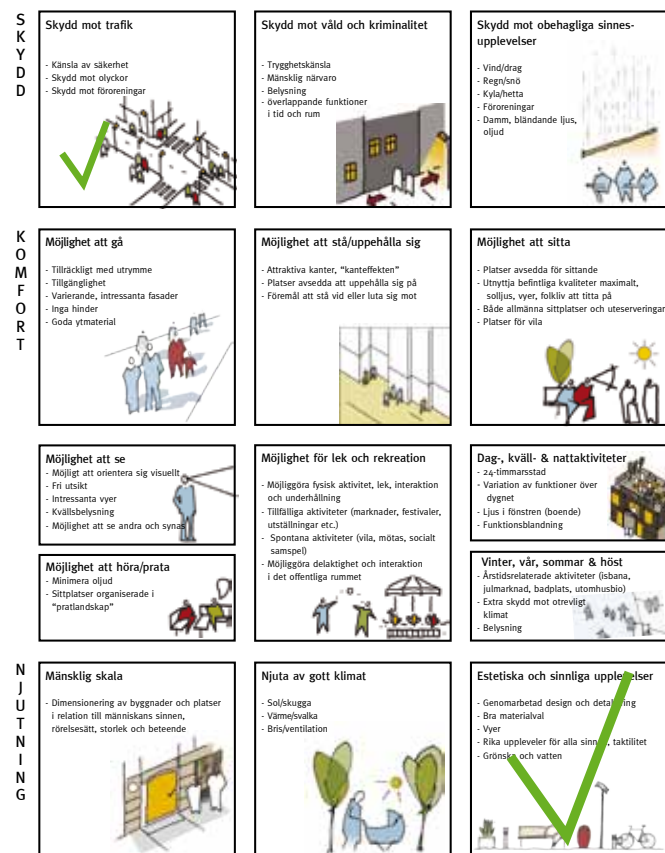 SKYDD
Skydd mot trafik
- Känsla av säkerhet
- Skydd mot olyckor
- Skydd mot föroreningar
Skydd mot våld och kriminalitet
- Trygghetskänsla
- Mänsklig närvaro
- Belysning
- överlappande funktioner
i tid och rum
Skydd mot obehagliga sinnes-
upplevelser
- Vind/drag
- Regn/snö
- Kyla/hetta
- Föroreningar
- Damm, bländande ljus,
oljud
KOMFORT
Möjlighet att gå
- Tillräckligt med utrymme
- Tillgänglighet
- Varierande, intressanta fasader
- Inga hinder
- Goda ytmaterial
Möjlighet att stå/uppehålla sig
- Attraktiva kanter, "kanteffekten"
- Platser avsedda att uppehålla sig på
- Föremål att stå vid eller luta sig mot
Möjlighet att sitta
- Platser avsedda för sittande
- Utnyttja befintliga kvaliteter maximalt,
solljus, vyer, folkliv att titta på
- Både allmänna sittplatser och uteserveringar
- Platser för vila
Möjlighet att se
- Möjligt att orientera sig visuellt
- Fri utsikt
- Intressanta vyer
- Kvällsbelysning
- Möjlighet att se andra och synas
Möjlighet att höra/prata
- Minimera oljud
- Sittplatser organiserade i
"pratlandskap"
Möjlighet för lek och rekreation
- Möjliggöra fysisk aktivitet, lek, interaktion
och underhållning
- Tillfälliga aktiviteter (marknader, festivaler,
utställningar etc.)
- Spontana aktiviteter (vila, mötas, socialt
samspel)
- Möjliggöra delaktighet och interaktion
i det offentliga rummet
Dag-, kväll- & nattaktiviteter
- 24-timmarsstad
- Variation av funktioner över
dygnet
- Ljus i fönstren (boende)
- Funktionsblandning
Vinter, vår, sommar & höst
- Årstidsrelaterade aktiviteter (isbana,
julmarknad, badplats, utomhusbio)
- Extra skydd mot otrevligt
klimat
- Belysning
NJUTNING
Mänsklig skala
- Dimensionering av byggnader och platser
i relation till människans sinnen,
rörelsesätt, storlek och beteende
Njuta av gott klimat
- Sol/skugga
- Värme/svalka
- Bris/ventilation
Estetiska och sinnliga upplevelser
- Genomarbetad design och detaljering
- Bra materialval
- Vyer
- Rika uppleveler för alla sinnen, taktilitet
- Grönska och vatten